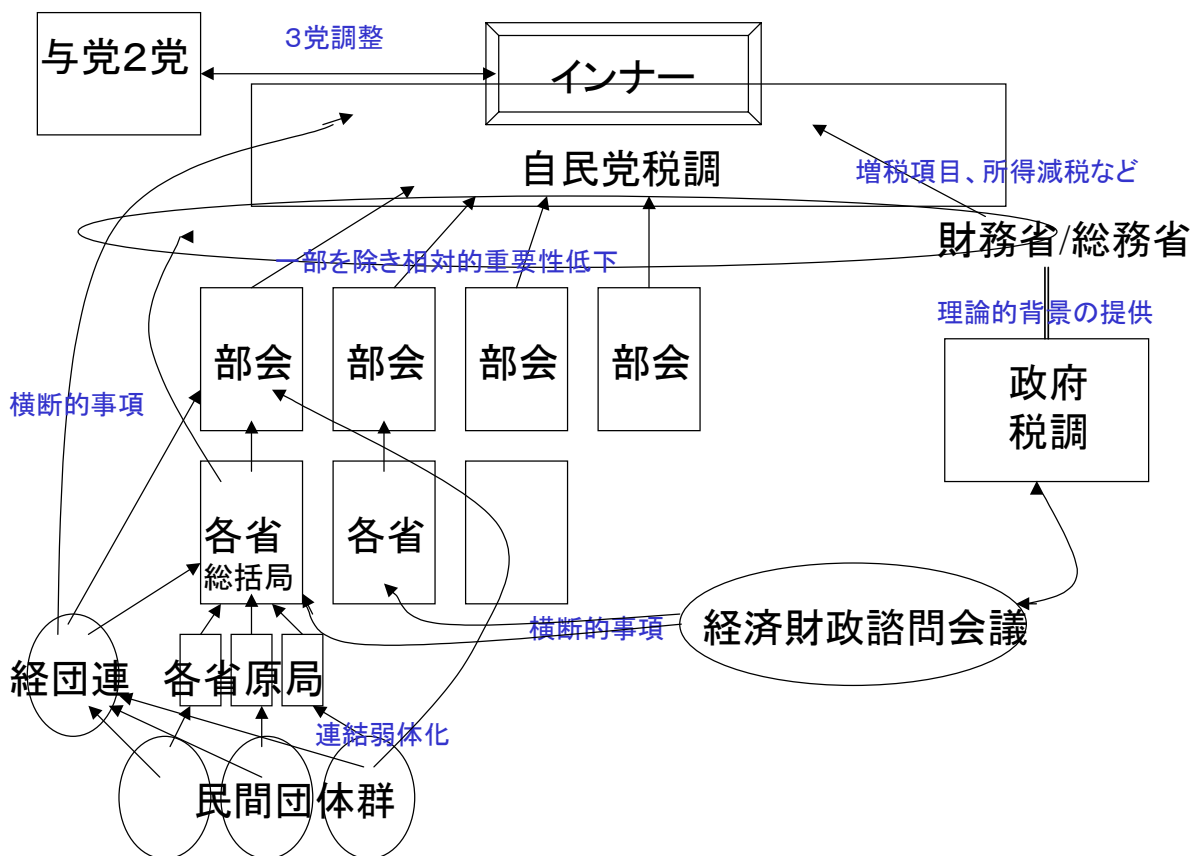 与党２党
３党調整
インナー
自民党税調
増税項目、所得減税など
財務省/総務省
一部を除き相対的重要性低下
理論的背景の提供
部会
部会
部会
部会
政府
税調
横断的事項
各省
総括局
各省
横断的事項
経済財政諮問会議
経団連
各省原局
連結弱体化
民間団体群